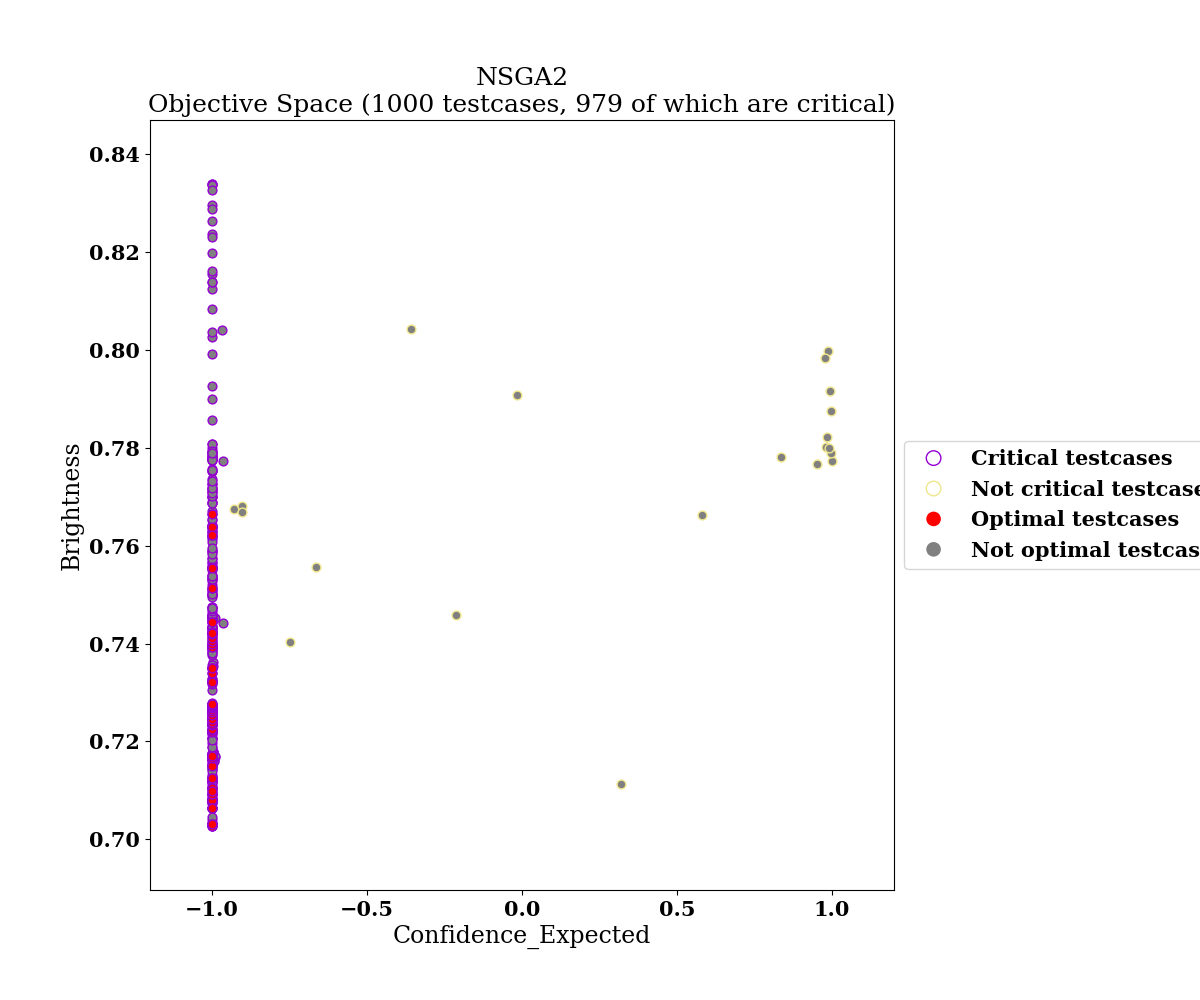 NSGA2
Objective Space (1000 testcases, 979 of which are critical)
0.84
0.82
0.80
0.78
0.76
0.74
0.72
0.70
Brightness
−1.0
−0.5
0.0
0.5
1.0
Confidence_Expected
Critical testcases
Not critical testcase
Optimal testcases
Not optimal testcas